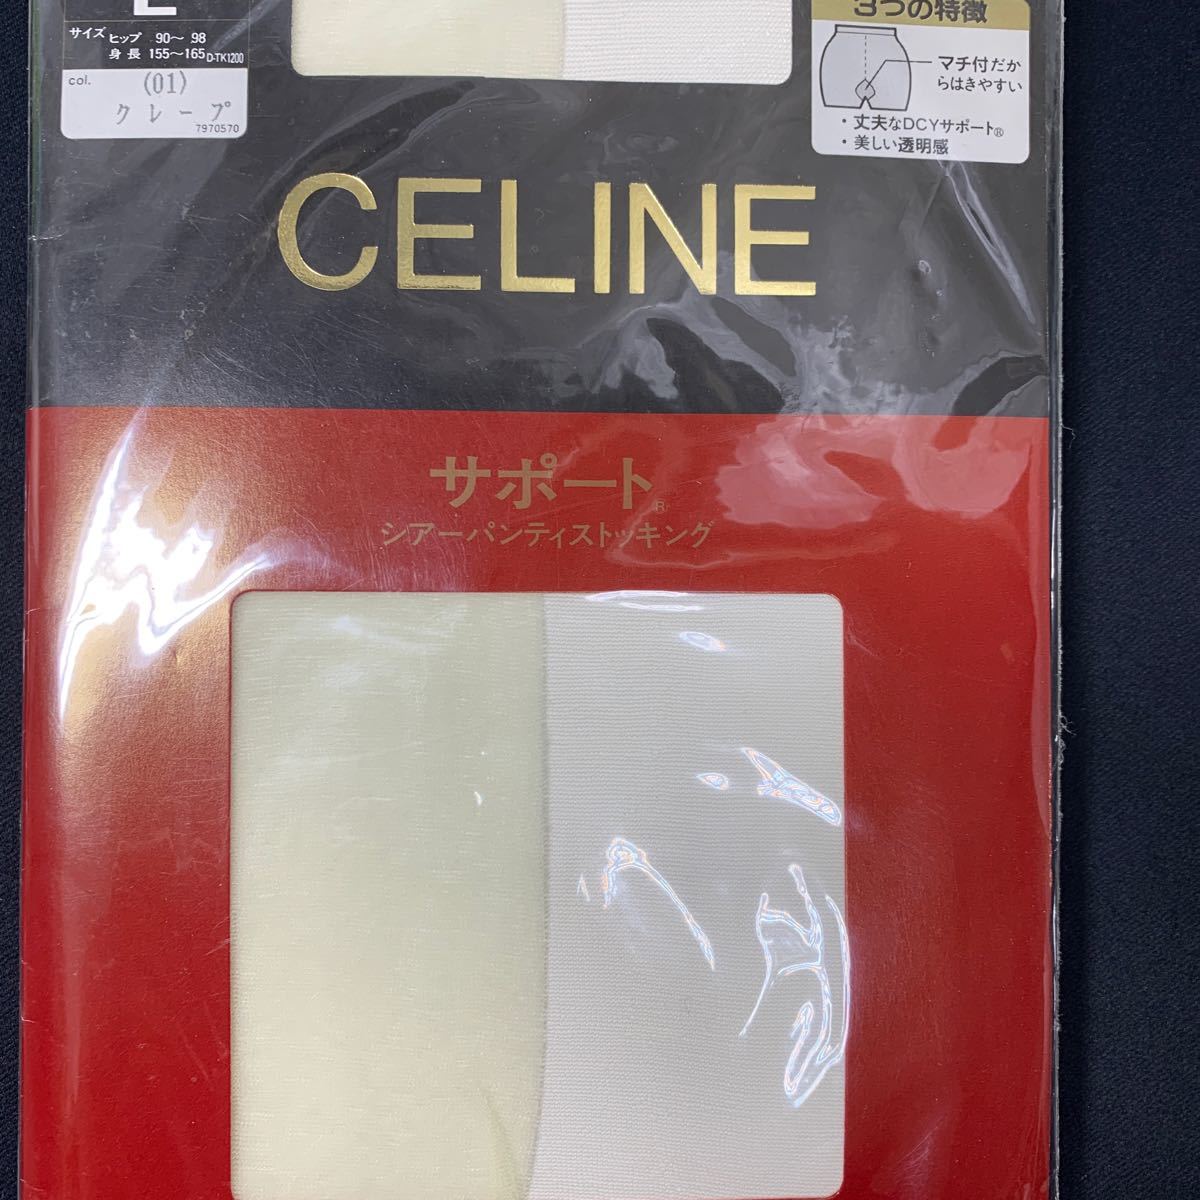 L
サイズ ヒップ 90〜98
身長 155〜165 D-TK1200
col.
(01)
クレープ
7970570
3つの特徴
マチ付だか
らはきやすい
・丈夫なDCYサポート®
・美しい透明感
CELINE
サポート®
シアーパンティストッキング